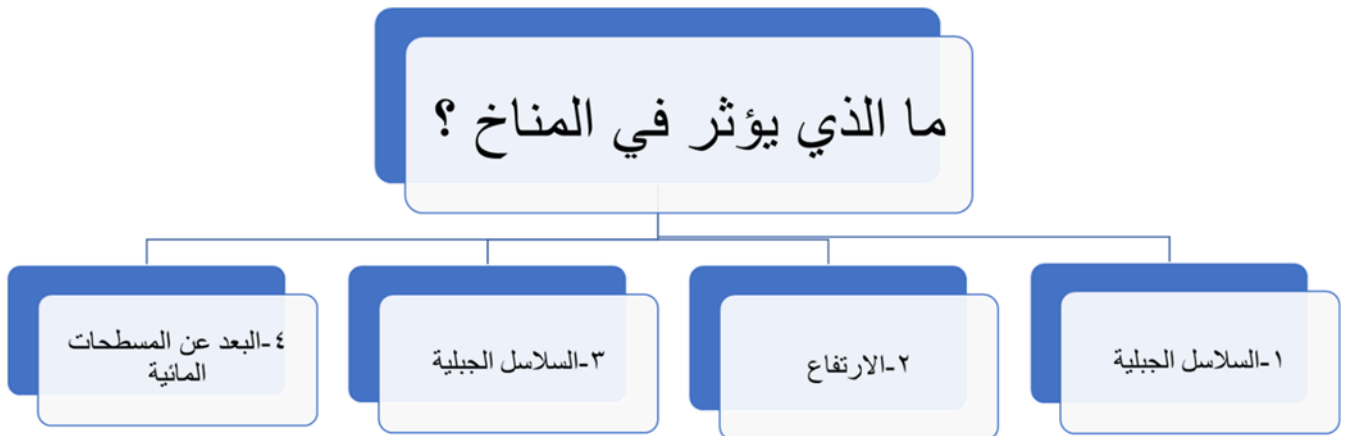 ما الذي يؤثر في المناخ ؟
١-السلاسل الجبلية
٢-الارتفاع
٣-السلاسل الجبلية
٤-البعد عن المسطحات
المائية